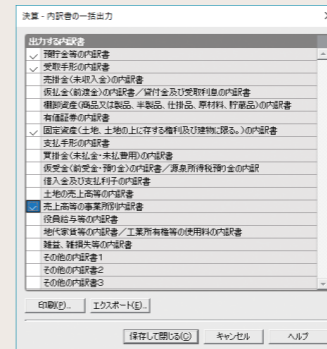 決算 - 内訳書の一括出力
出力する内訳書
預貯金等の内訳書
受取手形の内訳書
売掛金(未収入金)の内訳書
仮払金(前渡金)の内訳書/貸付金及び受取利息の内訳書
棚卸資産(商品又は製品、半製品、仕掛品、原材料、貯蔵品)の内訳書
有価証券の内訳書
固定資産(土地、土地の上に存する権利及び建物に限る。)の内訳書
支払手形の内訳書
買掛金(未払金・未払費用)の内訳書
仮受金(前受金・預り金)の内訳書/源泉所得税預り金の内訳
借入金及び支払利子の内訳書
土地の売上高等の内訳書
売上高等の事業所別内訳書
役員給与等の内訳書
地代家賃等の内訳書/工業所有権等の使用料の内訳書
雑益、雑損失等の内訳書
その他の内訳書1
その他の内訳書2
その他の内訳書3
印刷(P)... エクスポート(E)...
保存して閉じる(C) キャンセル ヘルプ